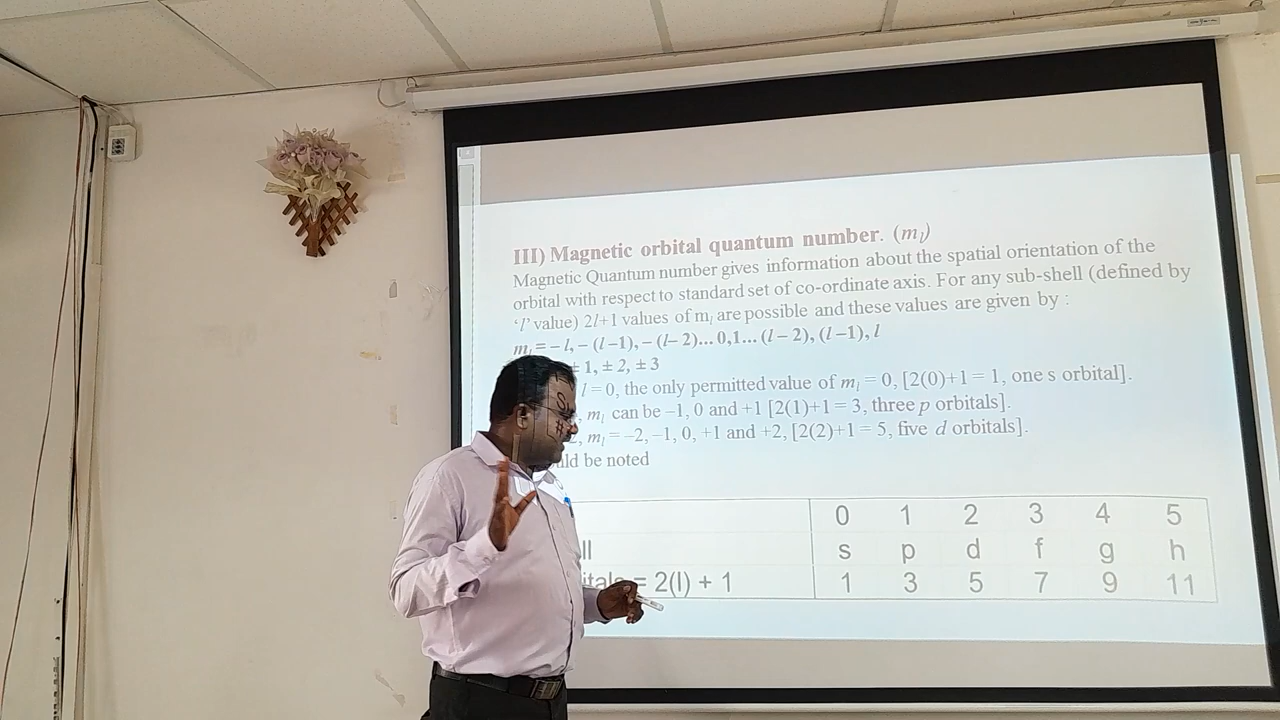 III) Magnetic orbital quantum number. (ml)
Magnetic Quantum number gives information about the spatial orientation of the
orbital with respect to standard set of co-ordinate axis. For any sub-shell (defined by
‘l’ value) 2l+1 values of ml are possible and these values are given by :
ml = – l, – (l –1), – (l– 2)... 0,1... (l – 2), (l –1), l
± 1, ± 2, ± 3
l = 0, the only permitted value of ml = 0, [2(0)+1 = 1, one s orbital].
, ml can be –1, 0 and +1 [2(1)+1 = 3, three p orbitals].
2, ml = –2, –1, 0, +1 and +2, [2(2)+1 = 5, five d orbitals].
be noted
0 1 2 3 4 5
s p d f g h
= 2(l) + 1 1 3 5 7 9 11